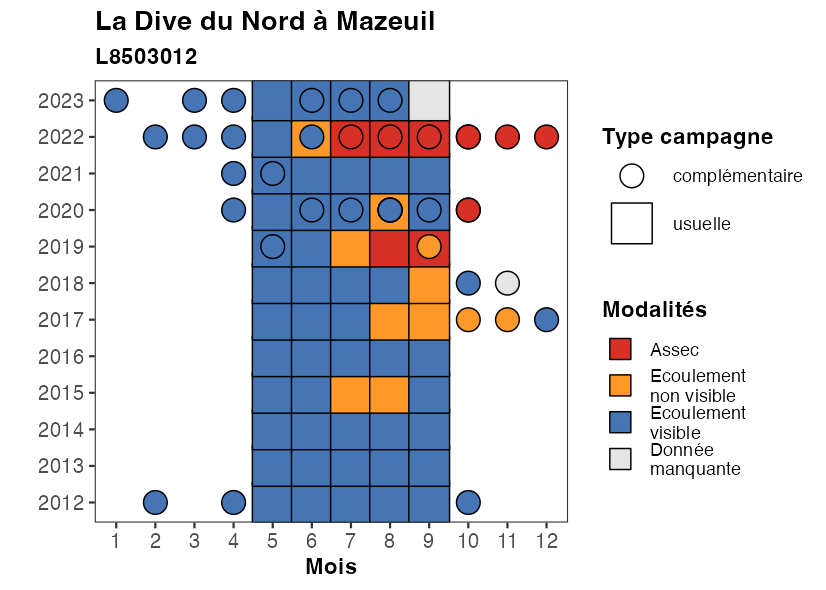 La Dive du Nord à Mazeuil
L8503012
2023
2022
2021
2020
2019
2018
2017
2016
2015
2014
2013
2012
1 2 3 4 5 6 7 8 9 10 11 12
Mois
Type campagne
complémentaire
usuelle
Modalités
Assec
Ecoulement
non visible
Ecoulement
visible
Donnée
manquante